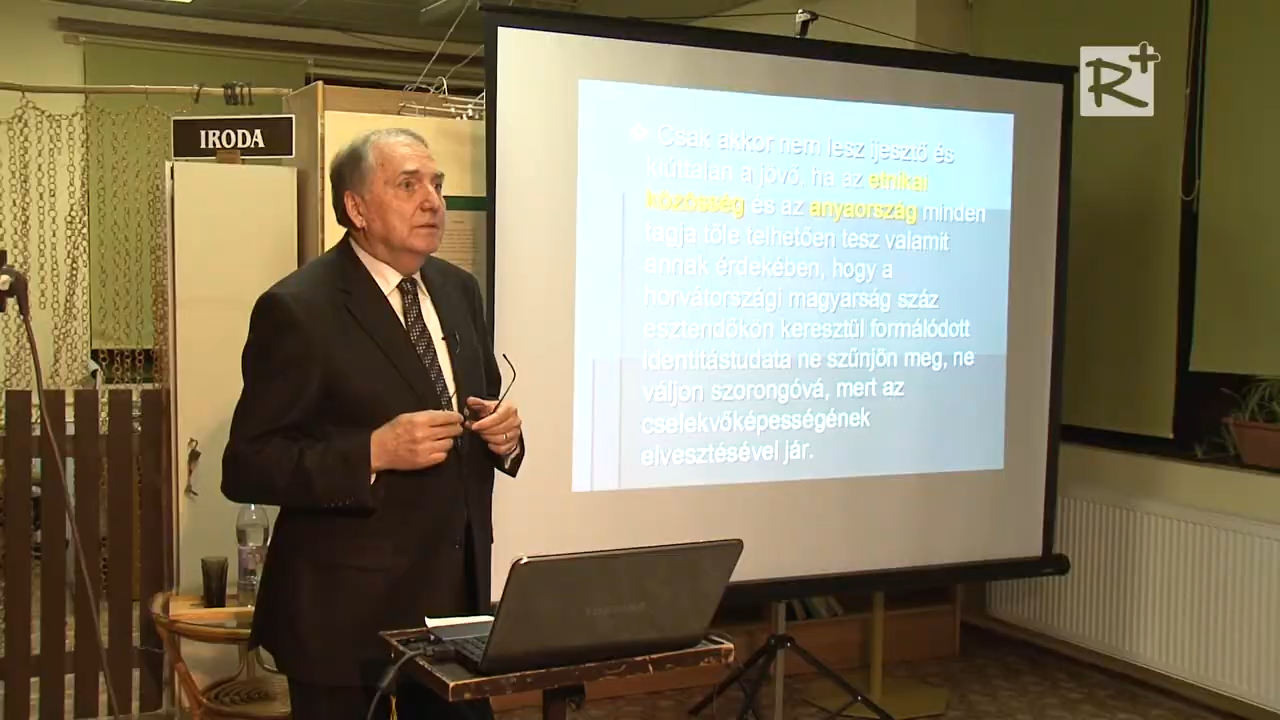 R+
IRODA
Csak akkor nem lesz ijesztő és
kiúttalan a jövő, ha az etnikai
közösség és az anyaország minden
tagja tőle telhetően tesz valamit
annak érdekében, hogy a
horvátországi magyarság száz
esztendőkön keresztül formálódott
identitástudata ne szűnjön meg, ne
váljon szorongóvá, mert az
cselekvőképességének
elvesztésével jár.